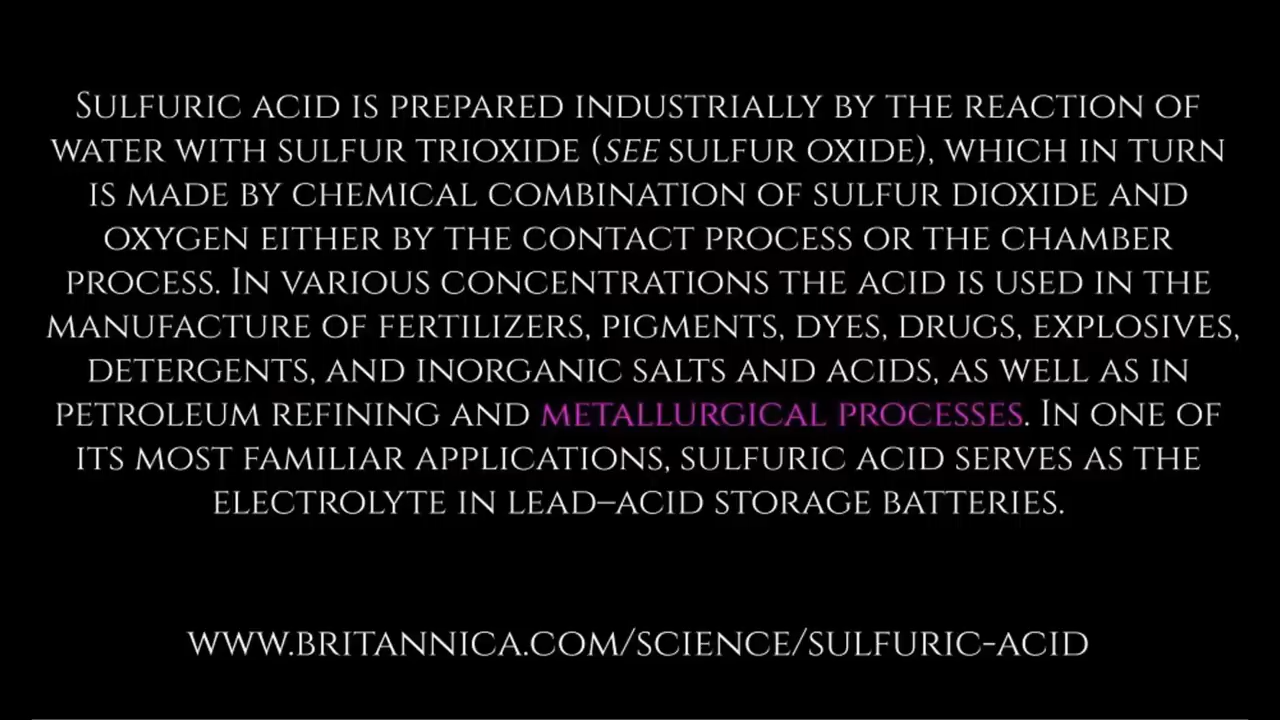 Sulfuric acid is prepared industrially by the reaction of
water with sulfur trioxide (see sulfur oxide), which in turn
is made by chemical combination of sulfur dioxide and
oxygen either by the contact process or the chamber
process. In various concentrations the acid is used in the
manufacture of fertilizers, pigments, dyes, drugs, explosives,
detergents, and inorganic salts and acids, as well as in
petroleum refining and metallurgical processes. In one of
its most familiar applications, sulfuric acid serves as the
electrolyte in lead–acid storage batteries.
www.britannica.com/science/sulfuric-acid